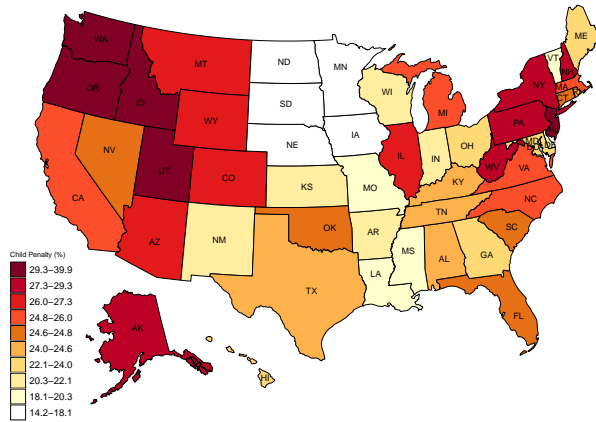 ME
WA
VT
MT
ND
MN
NH
OR
ID
WI
NY
MA
SD
CT
WY
MI
PA
IA
NE
OH
NV
IL
IN
UT
CO
WV
VA
KS
MO
KY
CA
NC
TN
OK
AZ
NM
AR
SC
MS
AL
GA
LA
TX
FL
Child Penalty (%)
29.3–39.9
27.3–29.3
26.0–27.3
24.8–26.0
24.6–24.8
24.0–24.6
22.1–24.0
20.3–22.1
18.1–20.3
14.2–18.1
AK
HI